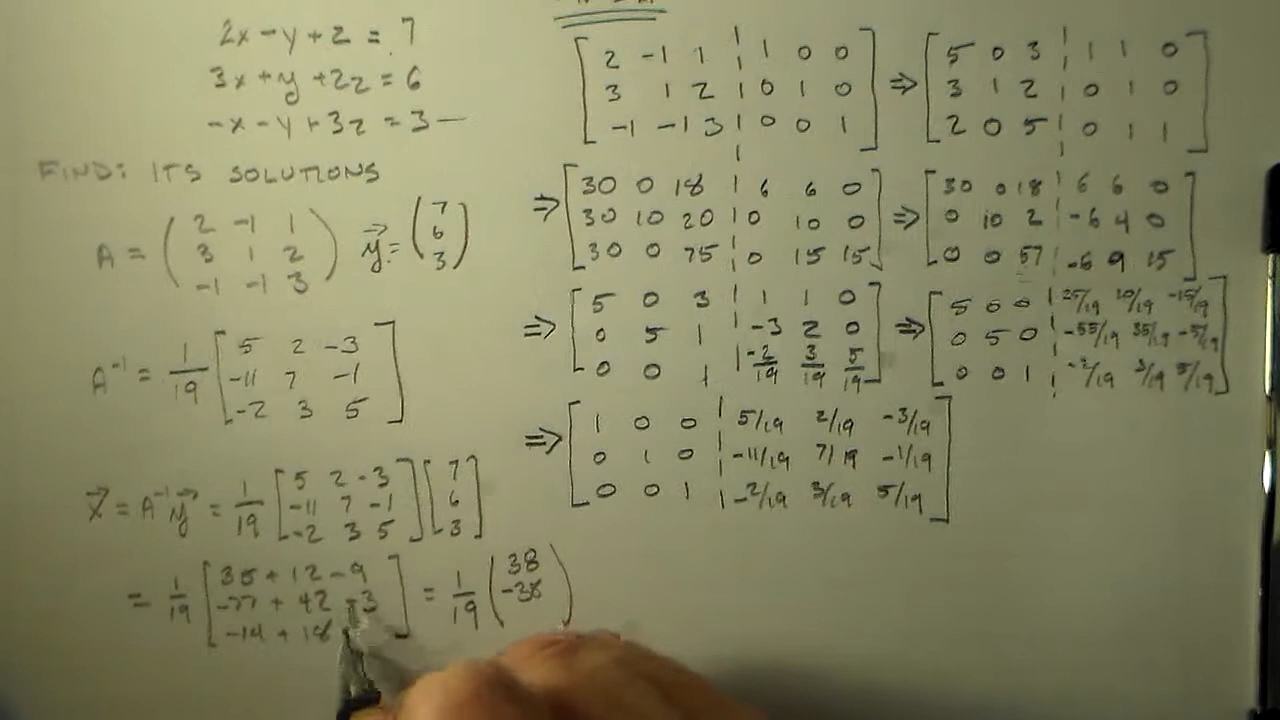 2x - y + z = 7
3x + y + 2z = 6
-x - y + 3z = 3 —
FIND: ITS SOLUTIONS
A = ( 2 -1 1
3 1 2
-1 -1 3 ) y⃗ = ( 7
6
3 )
A⁻¹ = 1/19 [ 5 2 -3
-11 7 -1
-2 3 5 ]
x⃗ = A⁻¹y⃗ = 1/19 [ 5 2 -3
-11 7 -1
-2 3 5 ] [ 7
6
3 ]
= 1/19 [ 35 + 12 - 9
-77 + 42 - 3
-14 + 18 ] = 1/19 ( 38
-38 )
[ 2 -1 1 | 1 0 0
3 1 2 | 0 1 0
-1 -1 3 | 0 0 1 ]
⇒ [ 5 0 3 | 1 1 0
3 1 2 | 0 1 0
2 0 5 | 0 1 1 ]
⇒ [ 30 0 18 | 6 6 0
30 10 20 | 0 10 0
30 0 75 | 0 15 15 ]
⇒ [ 30 0 18 | 6 6 0
0 10 2 | -6 4 0
0 0 57 | -6 9 15 ]
⇒ [ 5 0 3 | 1 1 0
0 5 1 | -3 2 0
0 0 1 | -2/19 3/19 5/19 ]
⇒ [ 5 0 0 | 25/19 10/19 -15/19
0 5 0 | -55/19 35/19 -5/19
0 0 1 | -2/19 3/19 5/19 ]
⇒ [ 1 0 0 | 5/19 2/19 -3/19
0 1 0 | -11/19 7/19 -1/19
0 0 1 | -2/19 3/19 5/19 ]